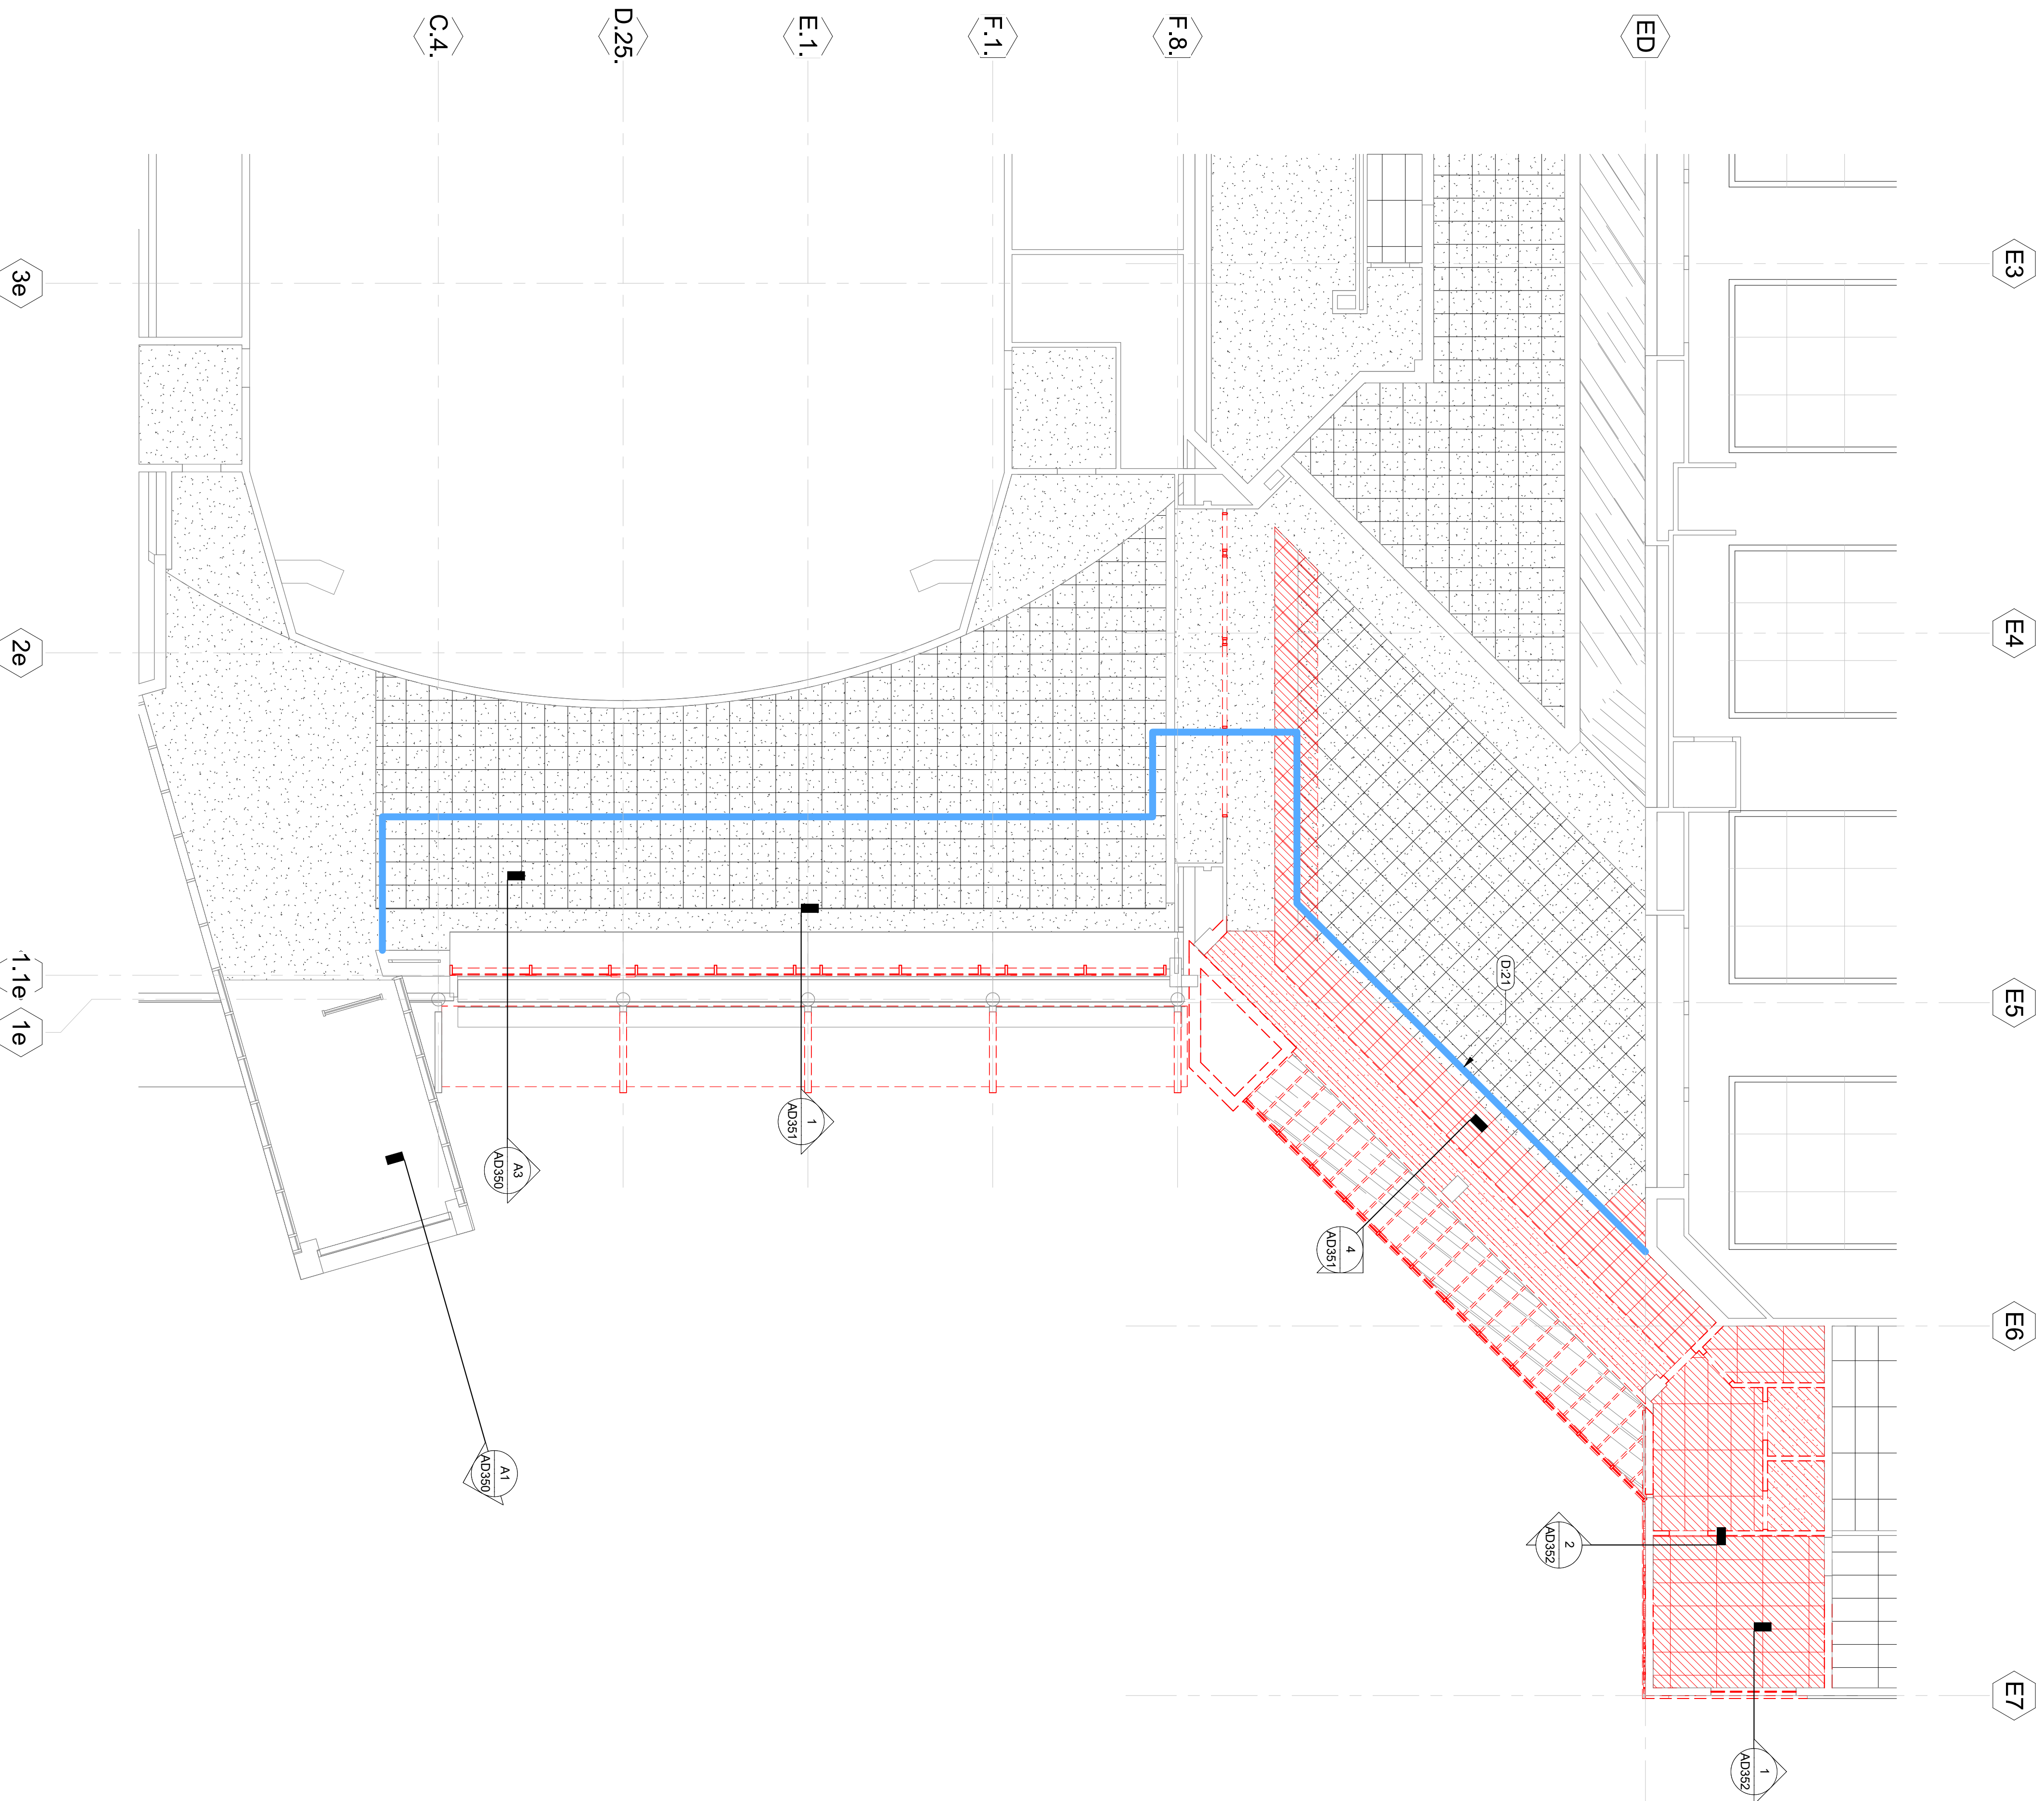 C.4.
D.25.
E.1.
F.1.
F.8.
ED
E3
E4
E5
E6
E7
3e
2e
1.1e
1e
D:21
1
AD351
A3
AD350
4
AD351
A1
AD350
2
AD352
1
AD352